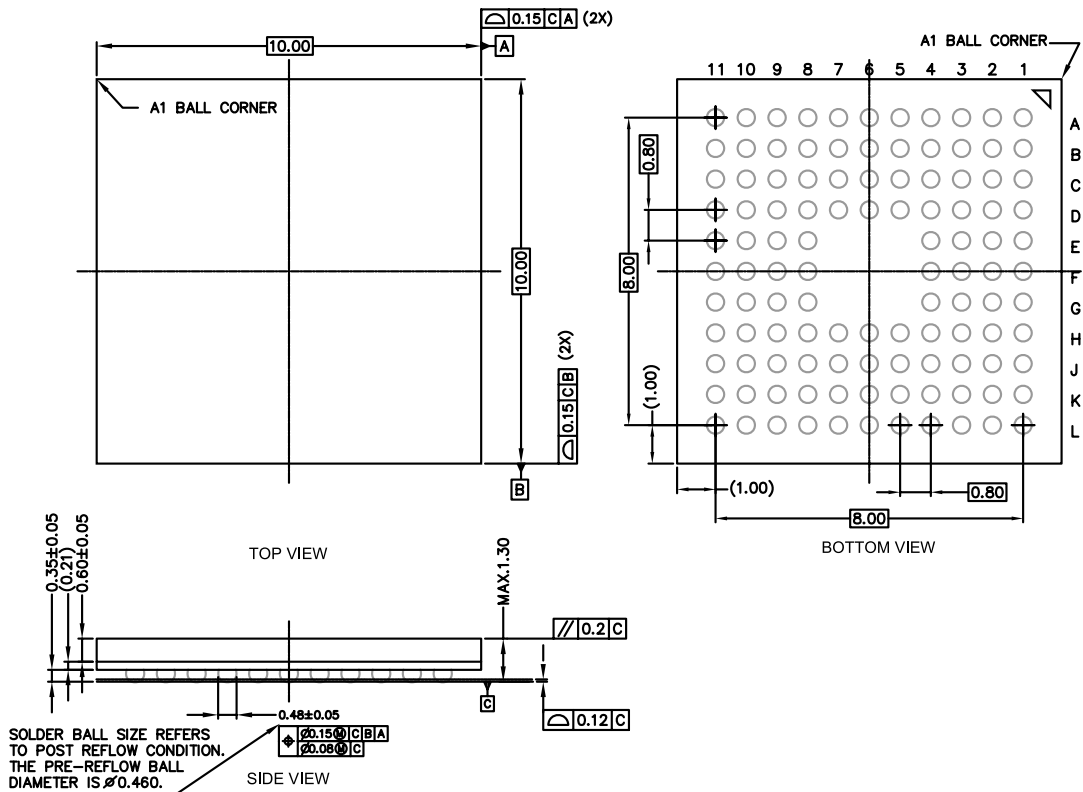 ⌓ 0.15 C A (2X)
10.00
A
A1 BALL CORNER
10.00
⌓ 0.15 C B (2X)
B
TOP VIEW
A1 BALL CORNER
11 10 9 8 7 6 5 4 3 2 1
A
B
C
D
E
F
G
H
J
K
L
0.80
8.00
(1.00)
(1.00)
0.80
8.00
BOTTOM VIEW
0.35±0.05
(0.21)
0.60±0.05
MAX.1.30
// 0.2 C
C
⌓ 0.12 C
0.48±0.05
⌖ Ø0.15Ⓜ C B A
Ø0.08Ⓜ C
SOLDER BALL SIZE REFERS
TO POST REFLOW CONDITION.
THE PRE-REFLOW BALL
DIAMETER IS Ø0.460.
SIDE VIEW